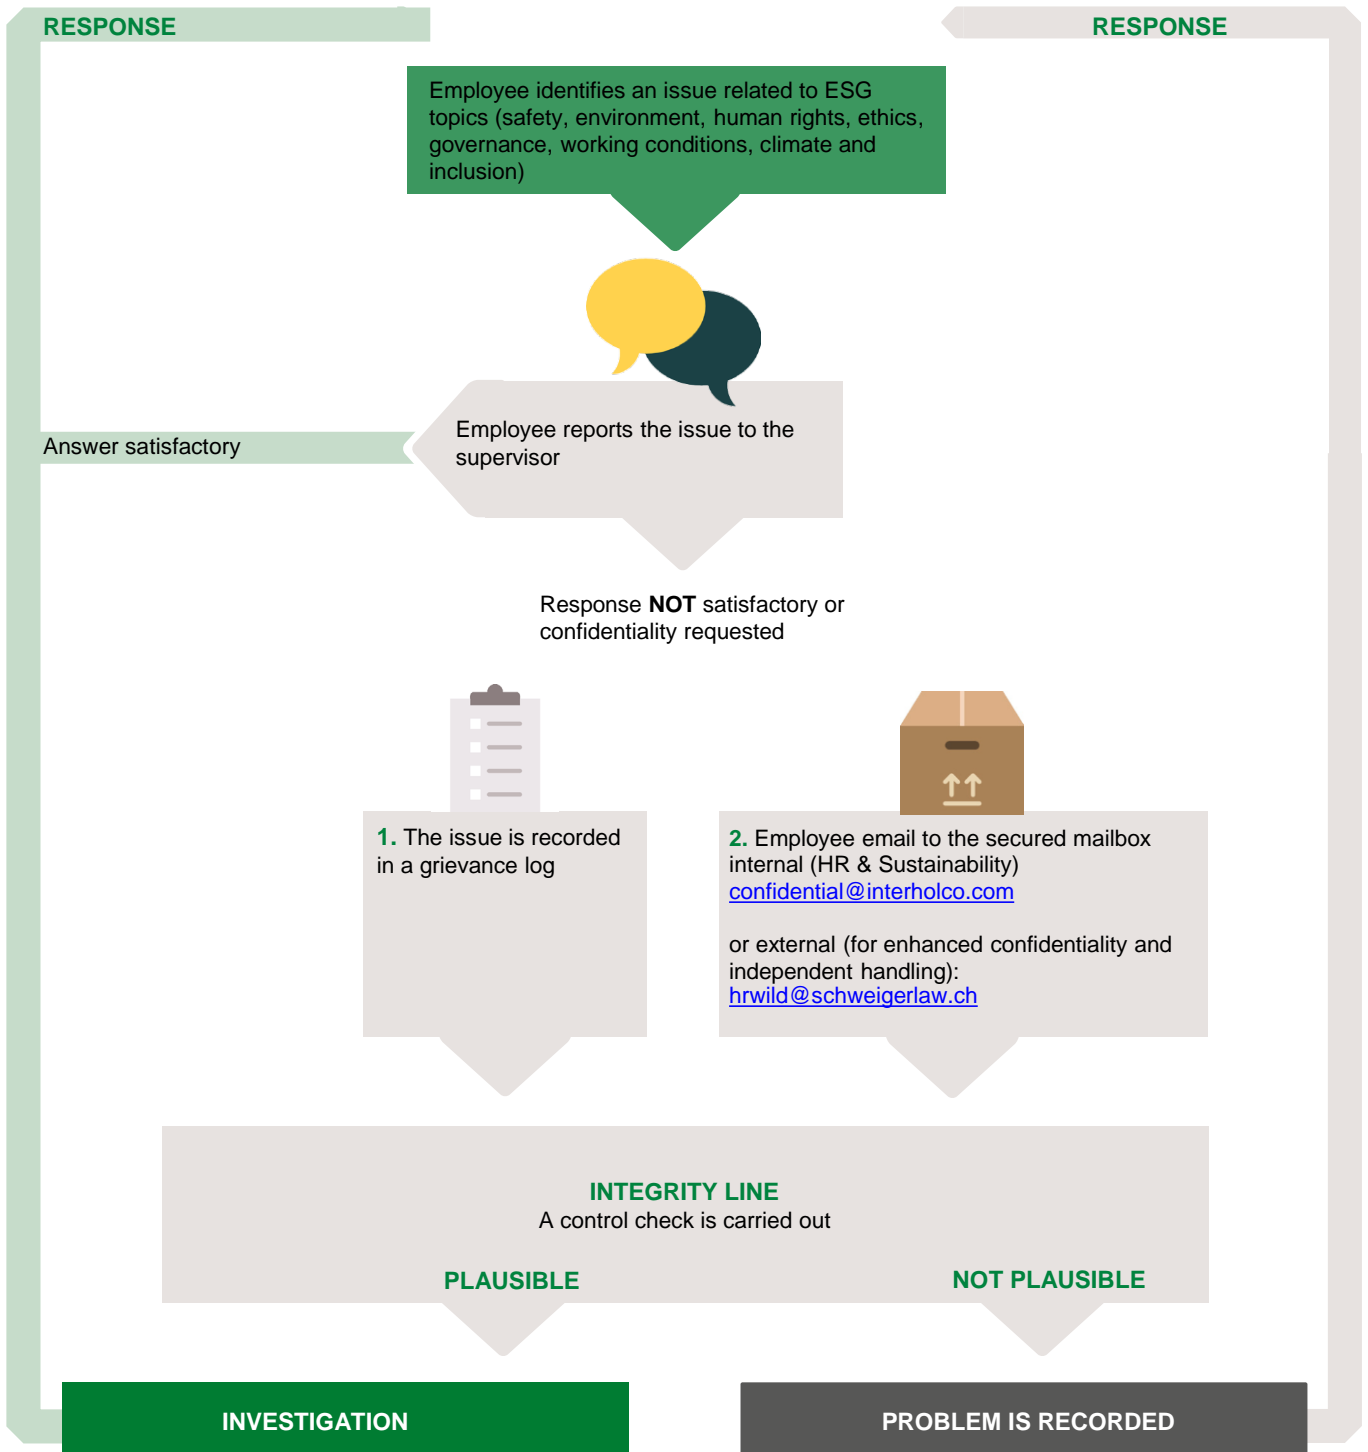 RESPONSE
RESPONSE
Employee identifies an issue related to ESG
topics (safety, environment, human rights, ethics,
governance, working conditions, climate and
inclusion)
Employee reports the issue to the
supervisor
Answer satisfactory
Response NOT satisfactory or
confidentiality requested
1. The issue is recorded
in a grievance log
2. Employee email to the secured mailbox
internal (HR & Sustainability)
confidential@interholco.com
or external (for enhanced confidentiality and
independent handling):
hrwild@schweigerlaw.ch
INTEGRITY LINE
A control check is carried out
PLAUSIBLE
NOT PLAUSIBLE
INVESTIGATION
PROBLEM IS RECORDED